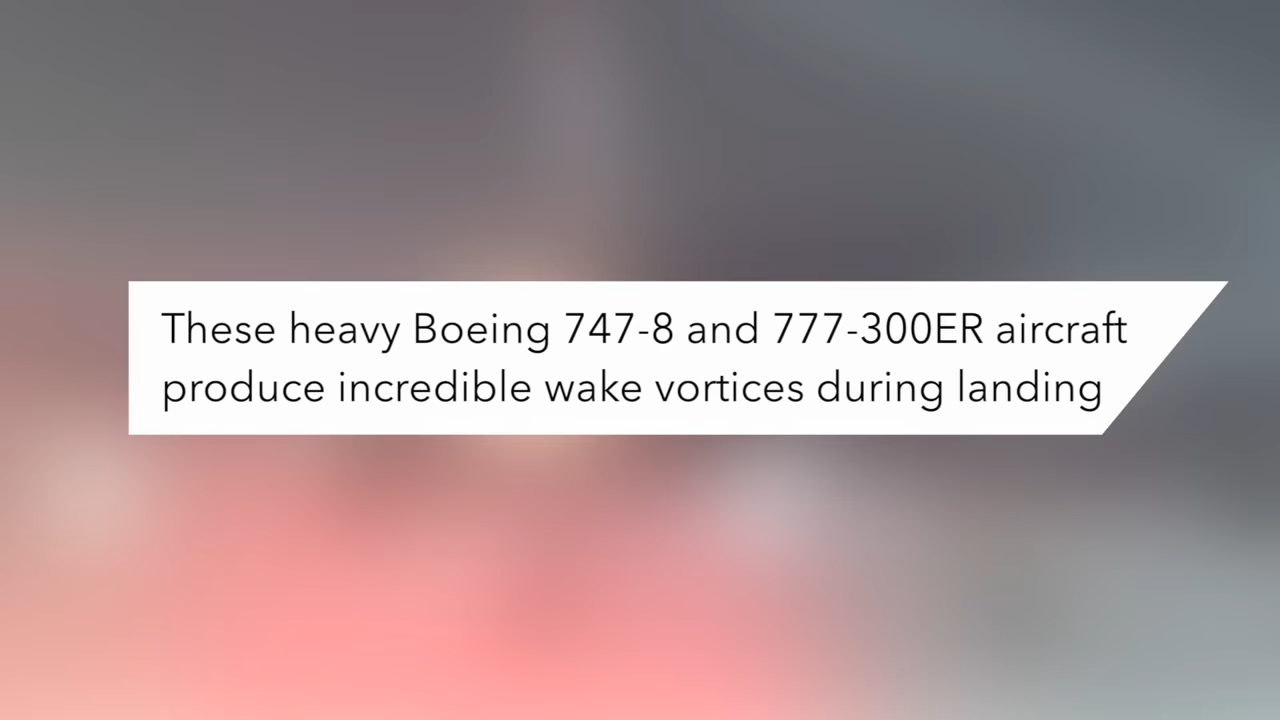 These heavy Boeing 747-8 and 777-300ER aircraft
produce incredible wake vortices during landing